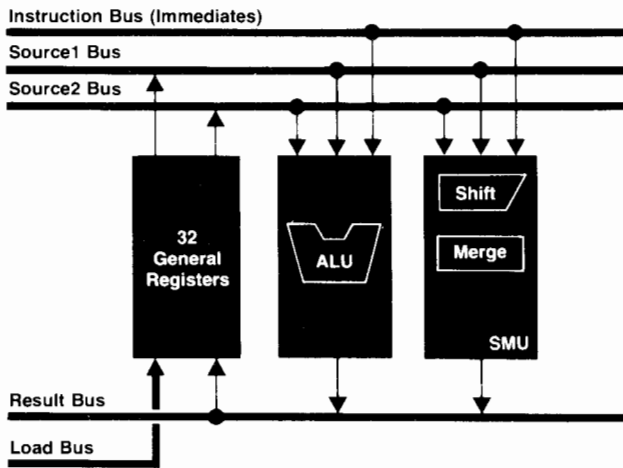 Instruction Bus (Immediates)
Source1 Bus
Source2 Bus
32
General
Registers
ALU
Shift
Merge
SMU
Result Bus
Load Bus